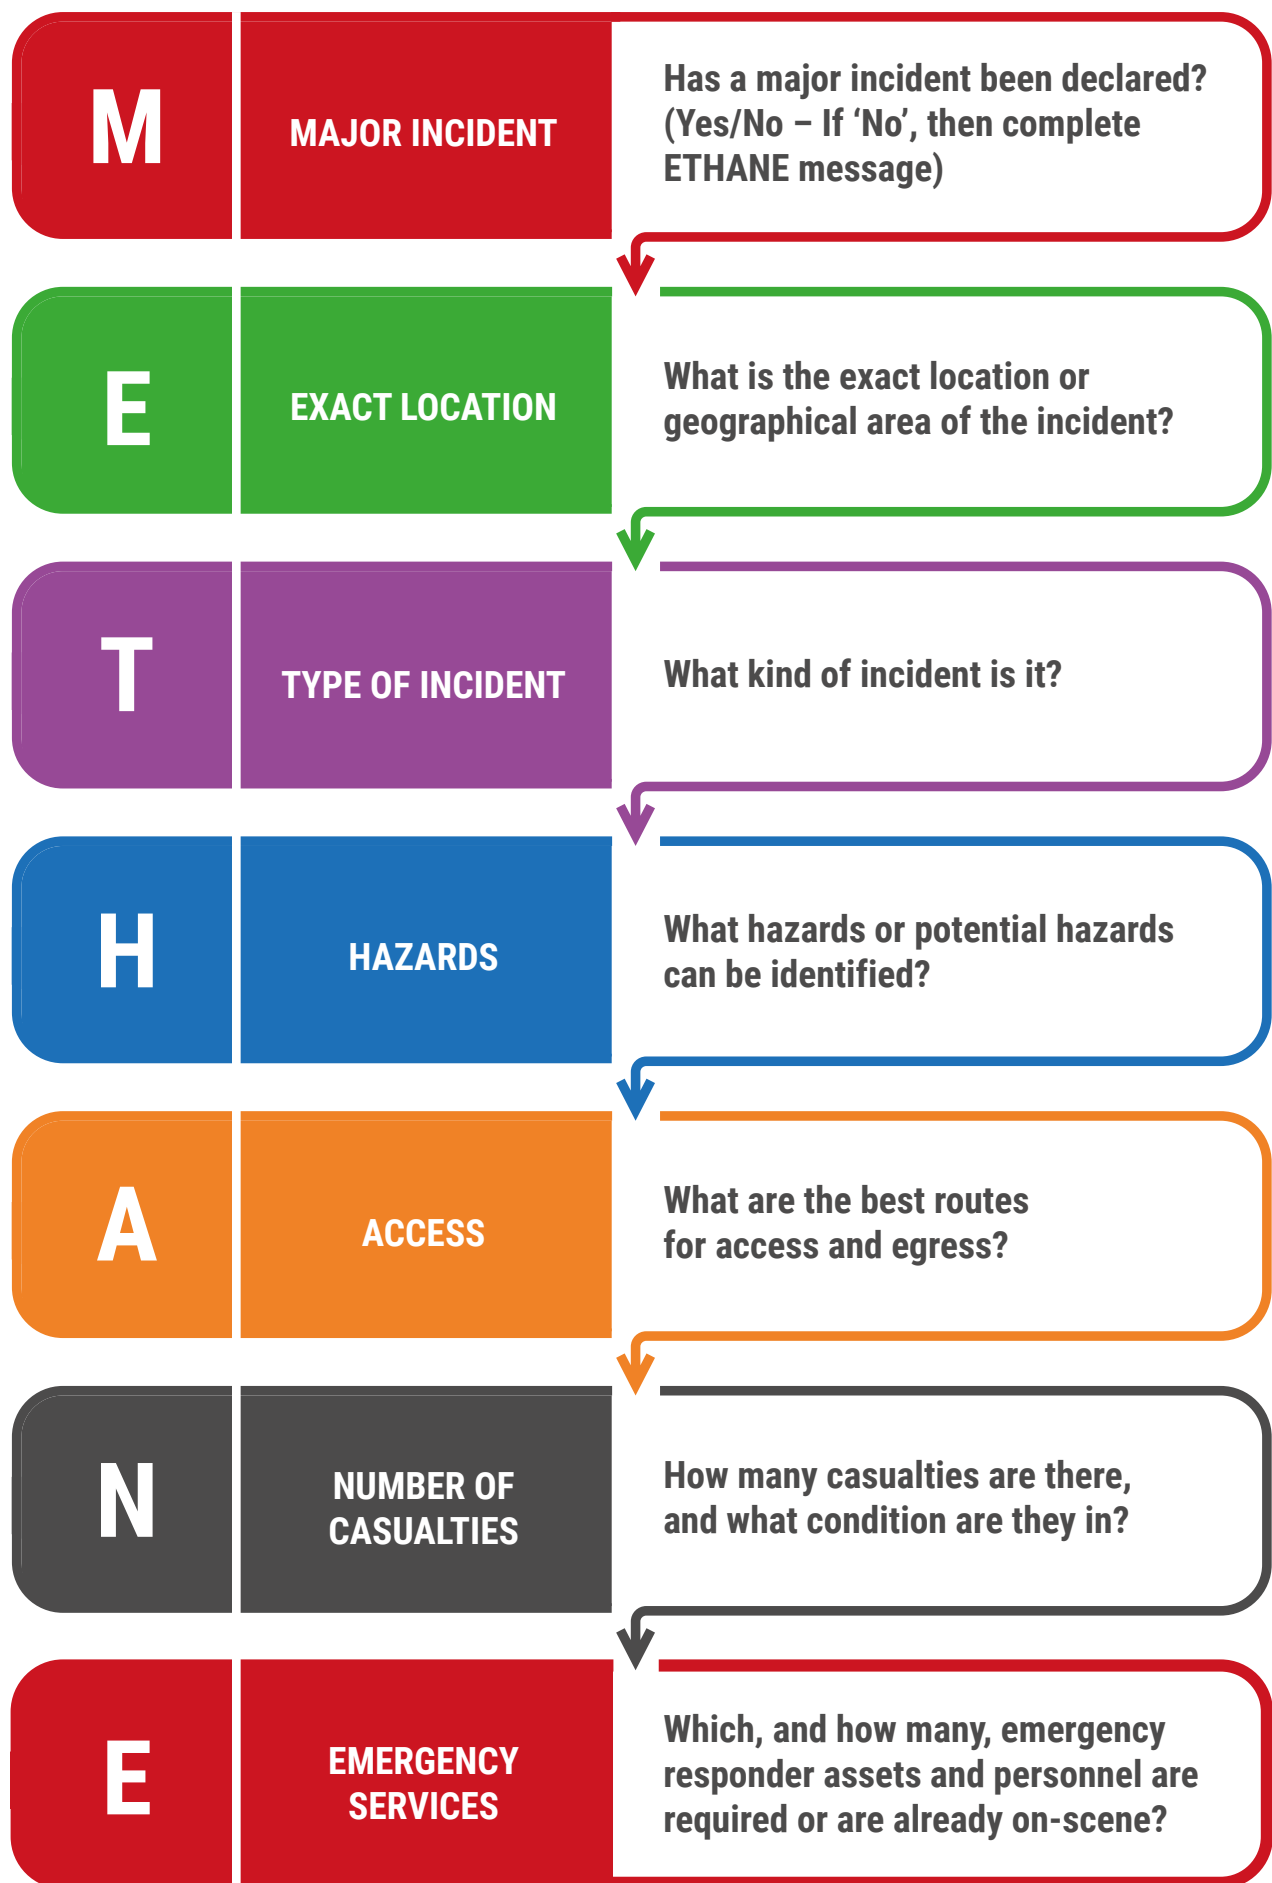 M
MAJOR INCIDENT
Has a major incident been declared?
(Yes/No – If ‘No’, then complete
ETHANE message)
E
EXACT LOCATION
What is the exact location or
geographical area of the incident?
T
TYPE OF INCIDENT
What kind of incident is it?
H
HAZARDS
What hazards or potential hazards
can be identified?
A
ACCESS
What are the best routes
for access and egress?
N
NUMBER OF
CASUALTIES
How many casualties are there,
and what condition are they in?
E
EMERGENCY
SERVICES
Which, and how many, emergency
responder assets and personnel are
required or are already on-scene?